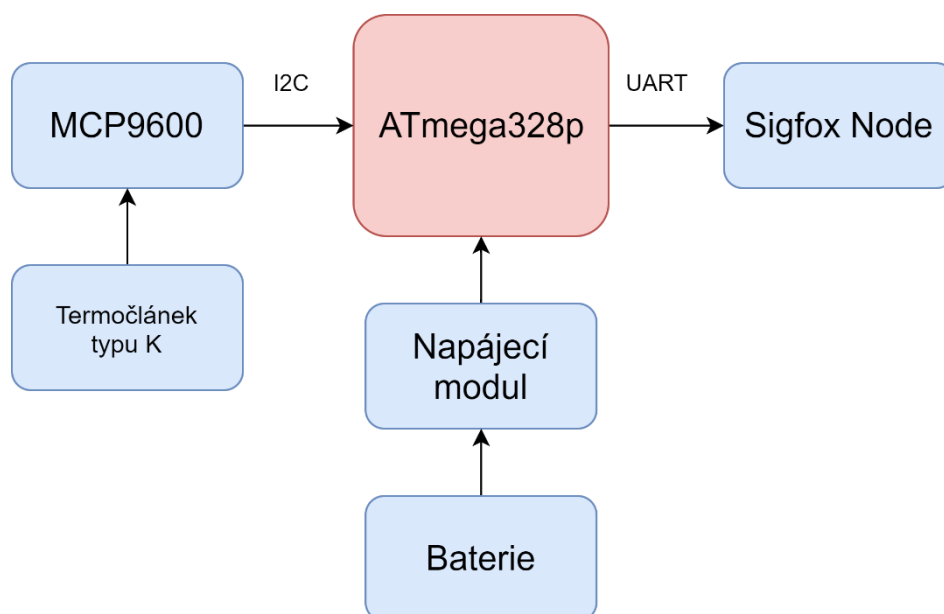 MCP9600
I2C
ATmega328p
UART
Sigfox Node
Termočlánek
typu K
Napájecí
modul
Baterie